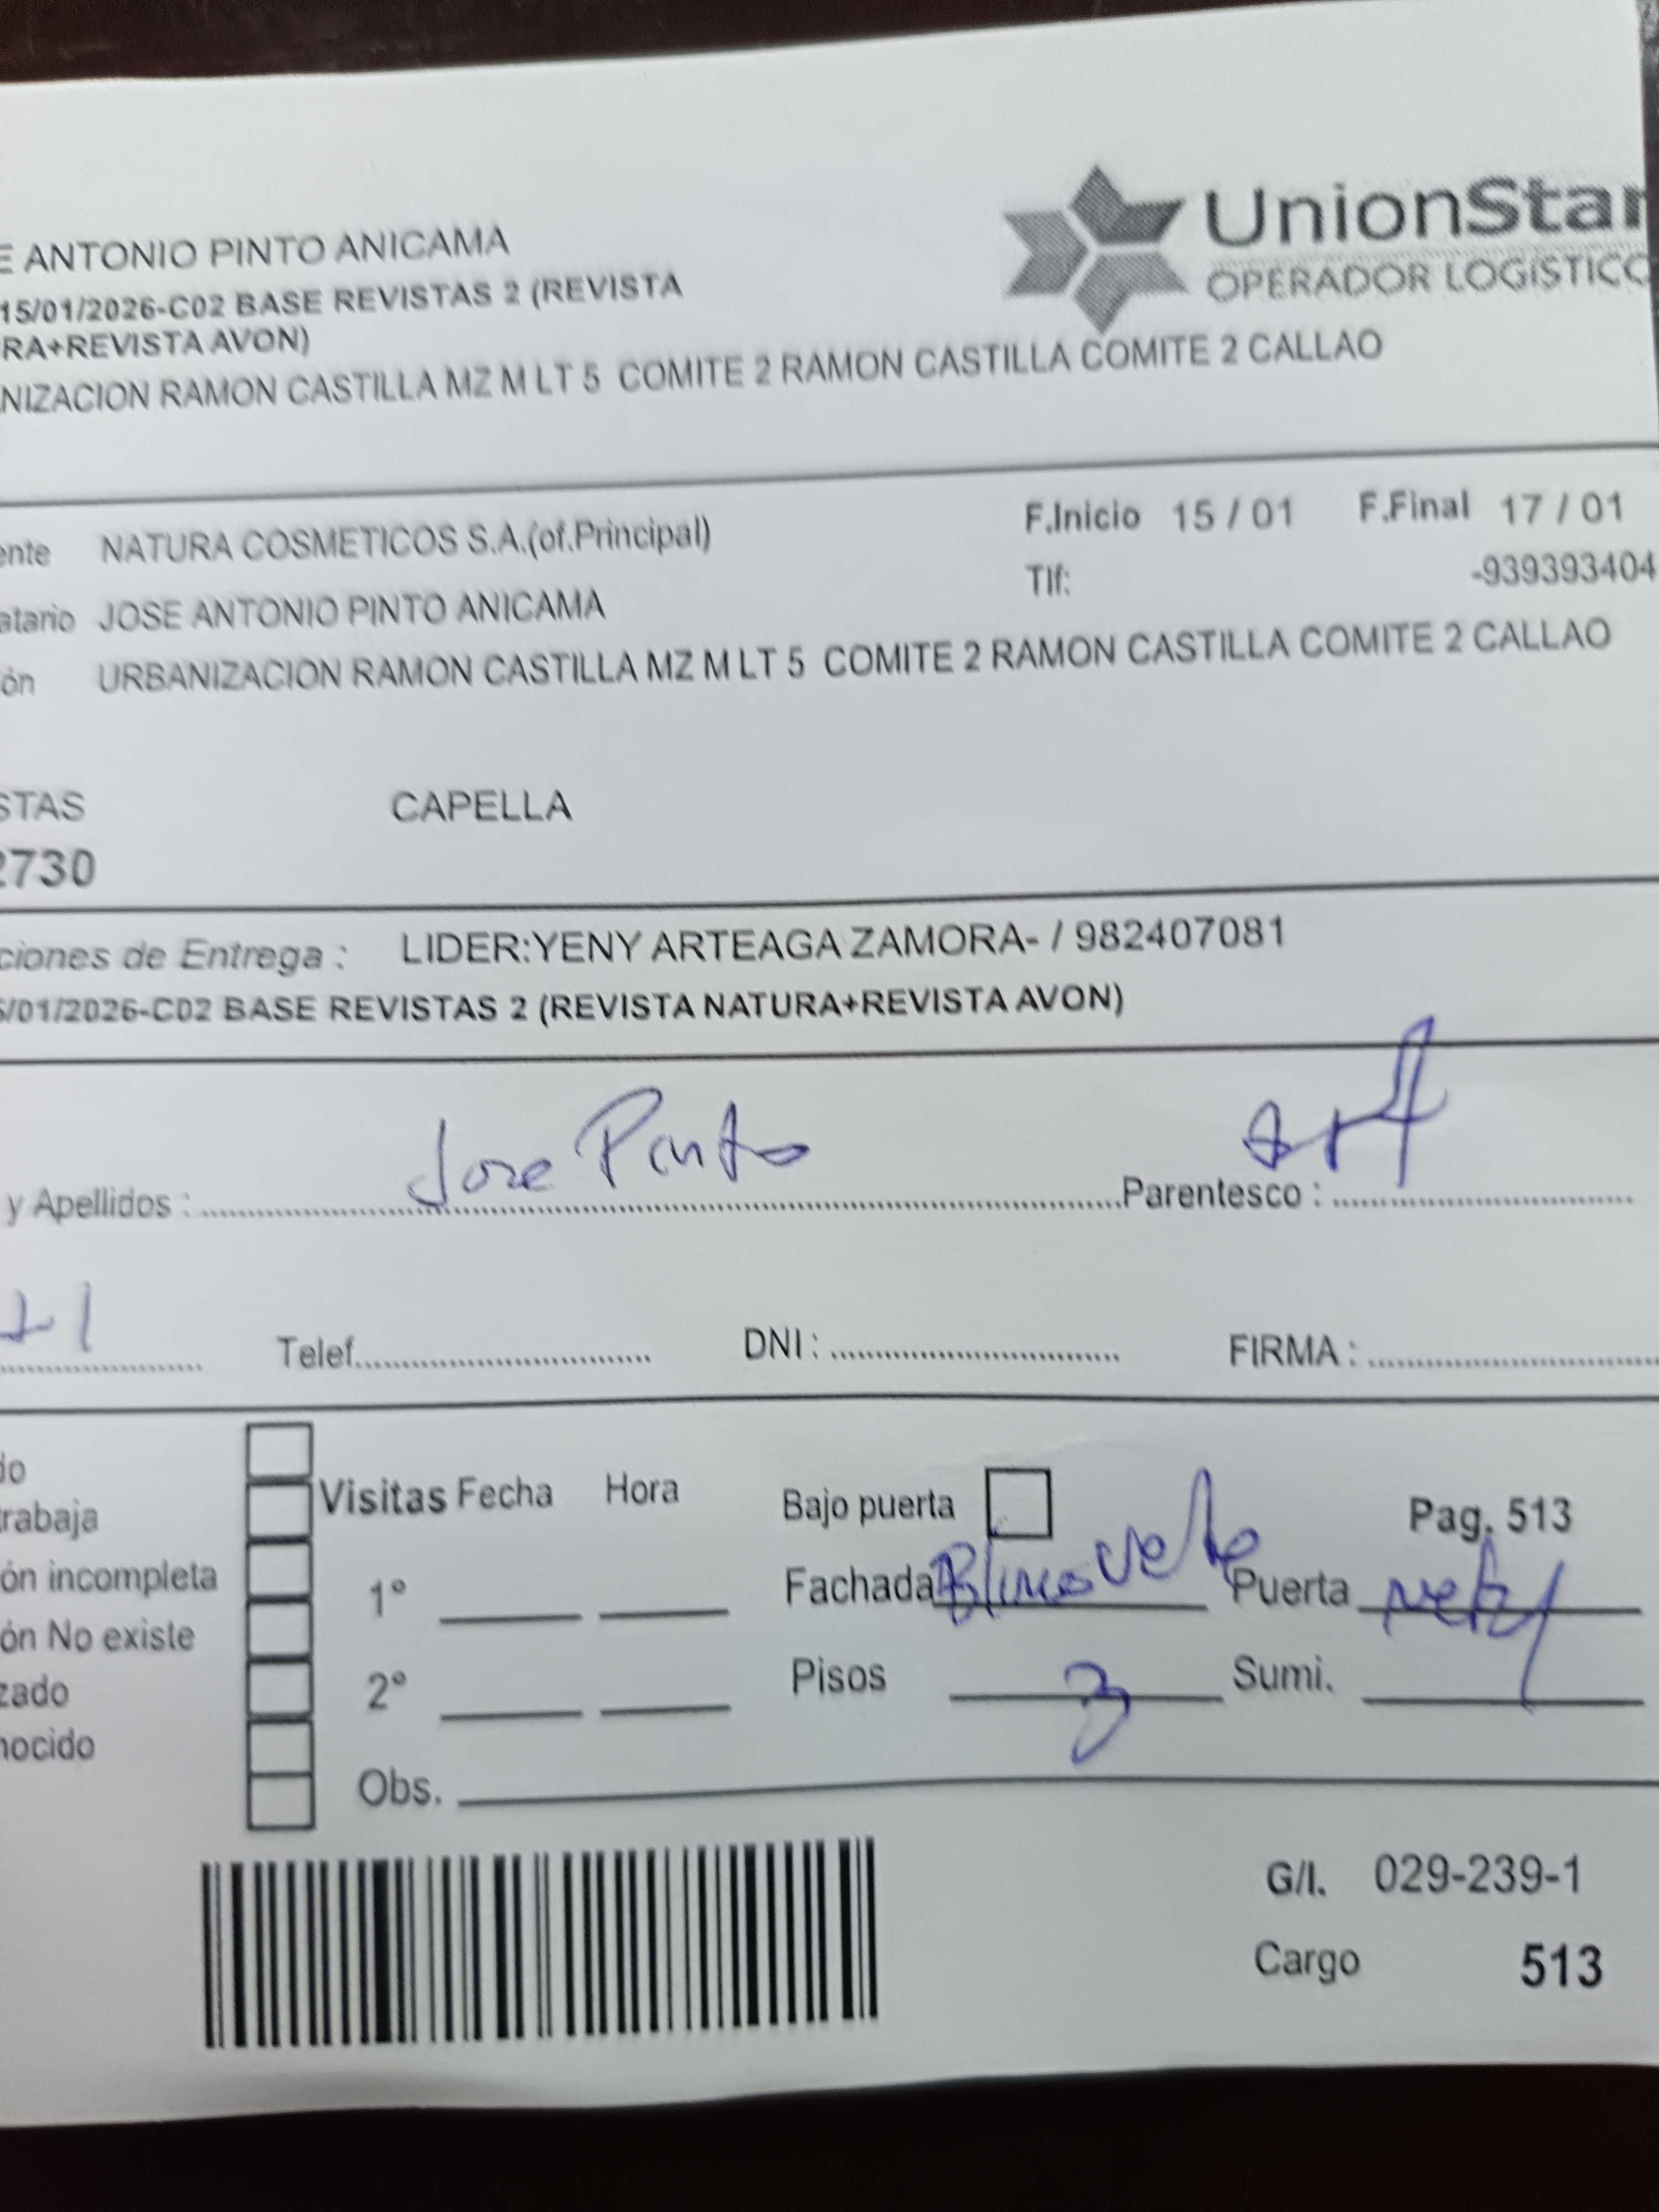 E ANTONIO PINTO ANICAMA
UnionStar
OPERADOR LOGÍSTICO
15/01/2026-C02 BASE REVISTAS 2 (REVISTA
RA+REVISTA AVON)
NIZACION RAMON CASTILLA MZ M LT 5 COMITE 2 RAMON CASTILLA COMITE 2 CALLAO
ente NATURA COSMETICOS S.A.(of.Principal) F.Inicio 15 / 01 F.Final 17 / 01
Tlf: -939393404
atario JOSE ANTONIO PINTO ANICAMA
ón URBANIZACION RAMON CASTILLA MZ M LT 5 COMITE 2 RAMON CASTILLA COMITE 2 CALLAO
STAS CAPELLA
2730
ciones de Entrega : LIDER:YENY ARTEAGA ZAMORA- / 982407081
5/01/2026-C02 BASE REVISTAS 2 (REVISTA NATURA+REVISTA AVON)
y Apellidos : Jose Pinto Parentesco :
Telef. DNI : FIRMA :
do
Visitas Fecha Hora Bajo puerta Pag. 513
trabaja
ón incompleta 1° Fachada Puerta
ón No existe
zado 2° Pisos 3 Sumi.
nocido
Obs.
G/I. 029-239-1
Cargo 513